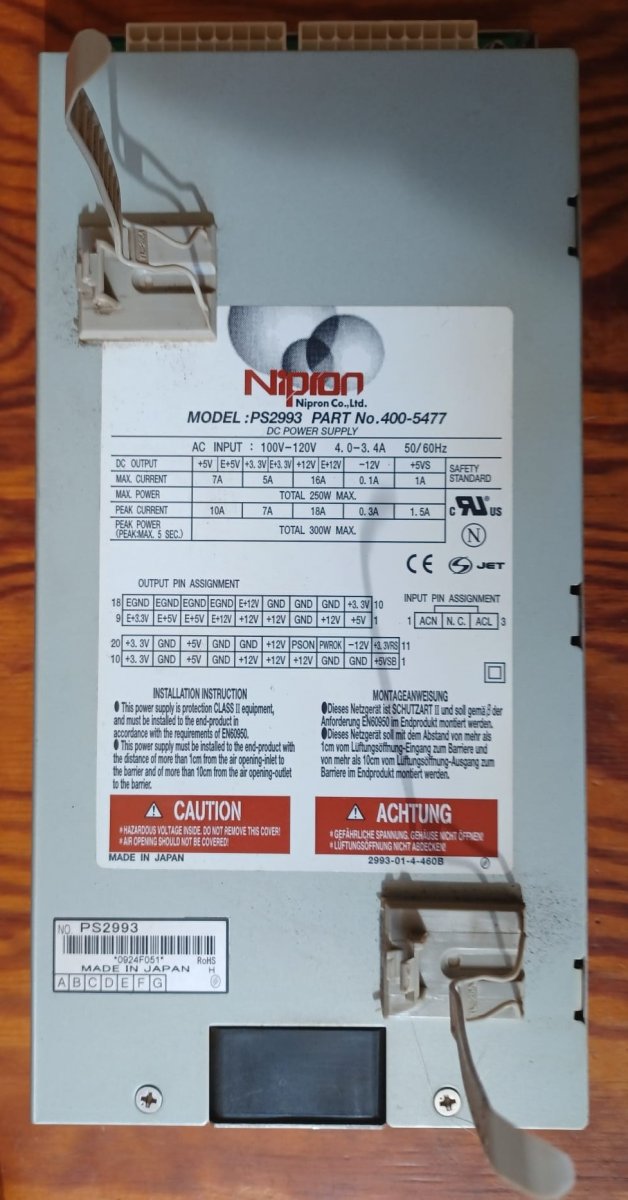 Nipron
Nipron Co.,Ltd.
MODEL :PS2993 PART No.400-5477
DC POWER SUPPLY
AC INPUT : 100V-120V 4.0-3.4A 50/60Hz
DC OUTPUT +5V E+5V +3.3V E+3.3V +12V E+12V -12V +5VS SAFETY STANDARD
MAX. CURRENT 7A 5A 16A 0.1A 1A
MAX. POWER TOTAL 250W MAX.
PEAK CURRENT 10A 7A 18A 0.3A 1.5A
PEAK POWER (PEAK:MAX. 5 SEC.) TOTAL 300W MAX.
C US
N
CE S JET
OUTPUT PIN ASSIGNMENT
18 EGND EGND EGND EGND E+12V GND GND GND +3.3V 10
9 E+3.3V E+5V E+5V E+12V +12V +12V GND +12V +5V 1
INPUT PIN ASSIGNMENT
1 ACN N.C. ACL 3
20 +3.3V GND +5V GND GND +12V PSON PWROK -12V +3.3VRS 11
10 +3.3V GND +5V GND +12V +12V +12V GND GND +5VSB 1
INSTALLATION INSTRUCTION
● This power supply is protection CLASS II equipment,
and must be installed to the end-product in
accordance with the requirements of EN60950.
● This power supply must be installed to the end-product with
the distance of more than 1cm from the air opening-inlet to
the barrier and of more than 10cm from the air opening-outlet
to the barrier.
MONTAGEANWEISUNG
●Dieses Netzgerät ist SCHUTZART II und soll gemäβ der
Anforderung EN60950 im Endprodukt montiert werden.
●Dieses Netzgerät soll mit dem Abstand von mehr als
1cm vom Lüftungsöffnung-Eingang zum Barriere und
von mehr als 10cm vom Lüftungsöffnung-Ausgang zum
Barriere im Endprodukt montiert werden.
CAUTION
*HAZARDOUS VOLTAGE INSIDE. DO NOT REMOVE THIS COVER!
*AIR OPENING SHOULD NOT BE COVERED!
ACHTUNG
*GEFÄHRLICHE SPANNUNG, GEHÄUSE NICHT ÖFFNEN!
*LÜFTUNGSÖFFNUNG NICHT ABDECKEN!
MADE IN JAPAN
2993-01-4-460B
NO. PS2993
*0924F051* RoHS
MADE IN JAPAN H
A B C D E F G